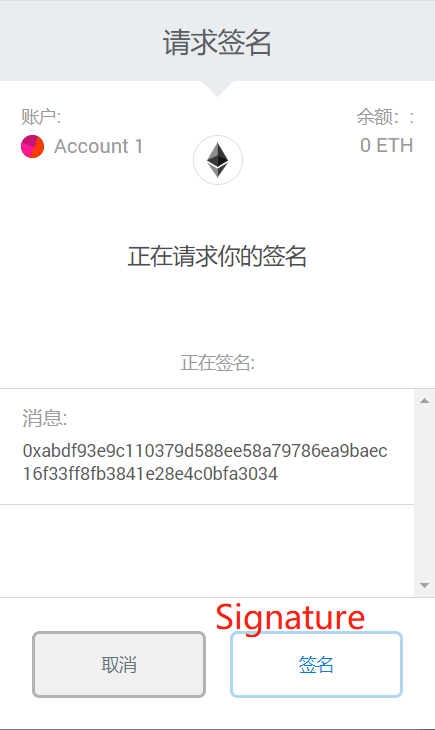 请求签名
账户: 余额：:
Account 1 0 ETH
正在请求你的签名
正在签名:
消息:
0xabdf93e9c110379d588ee58a79786ea9baec
16f33ff8fb3841e28e4c0bfa3034
Signature
取消 签名